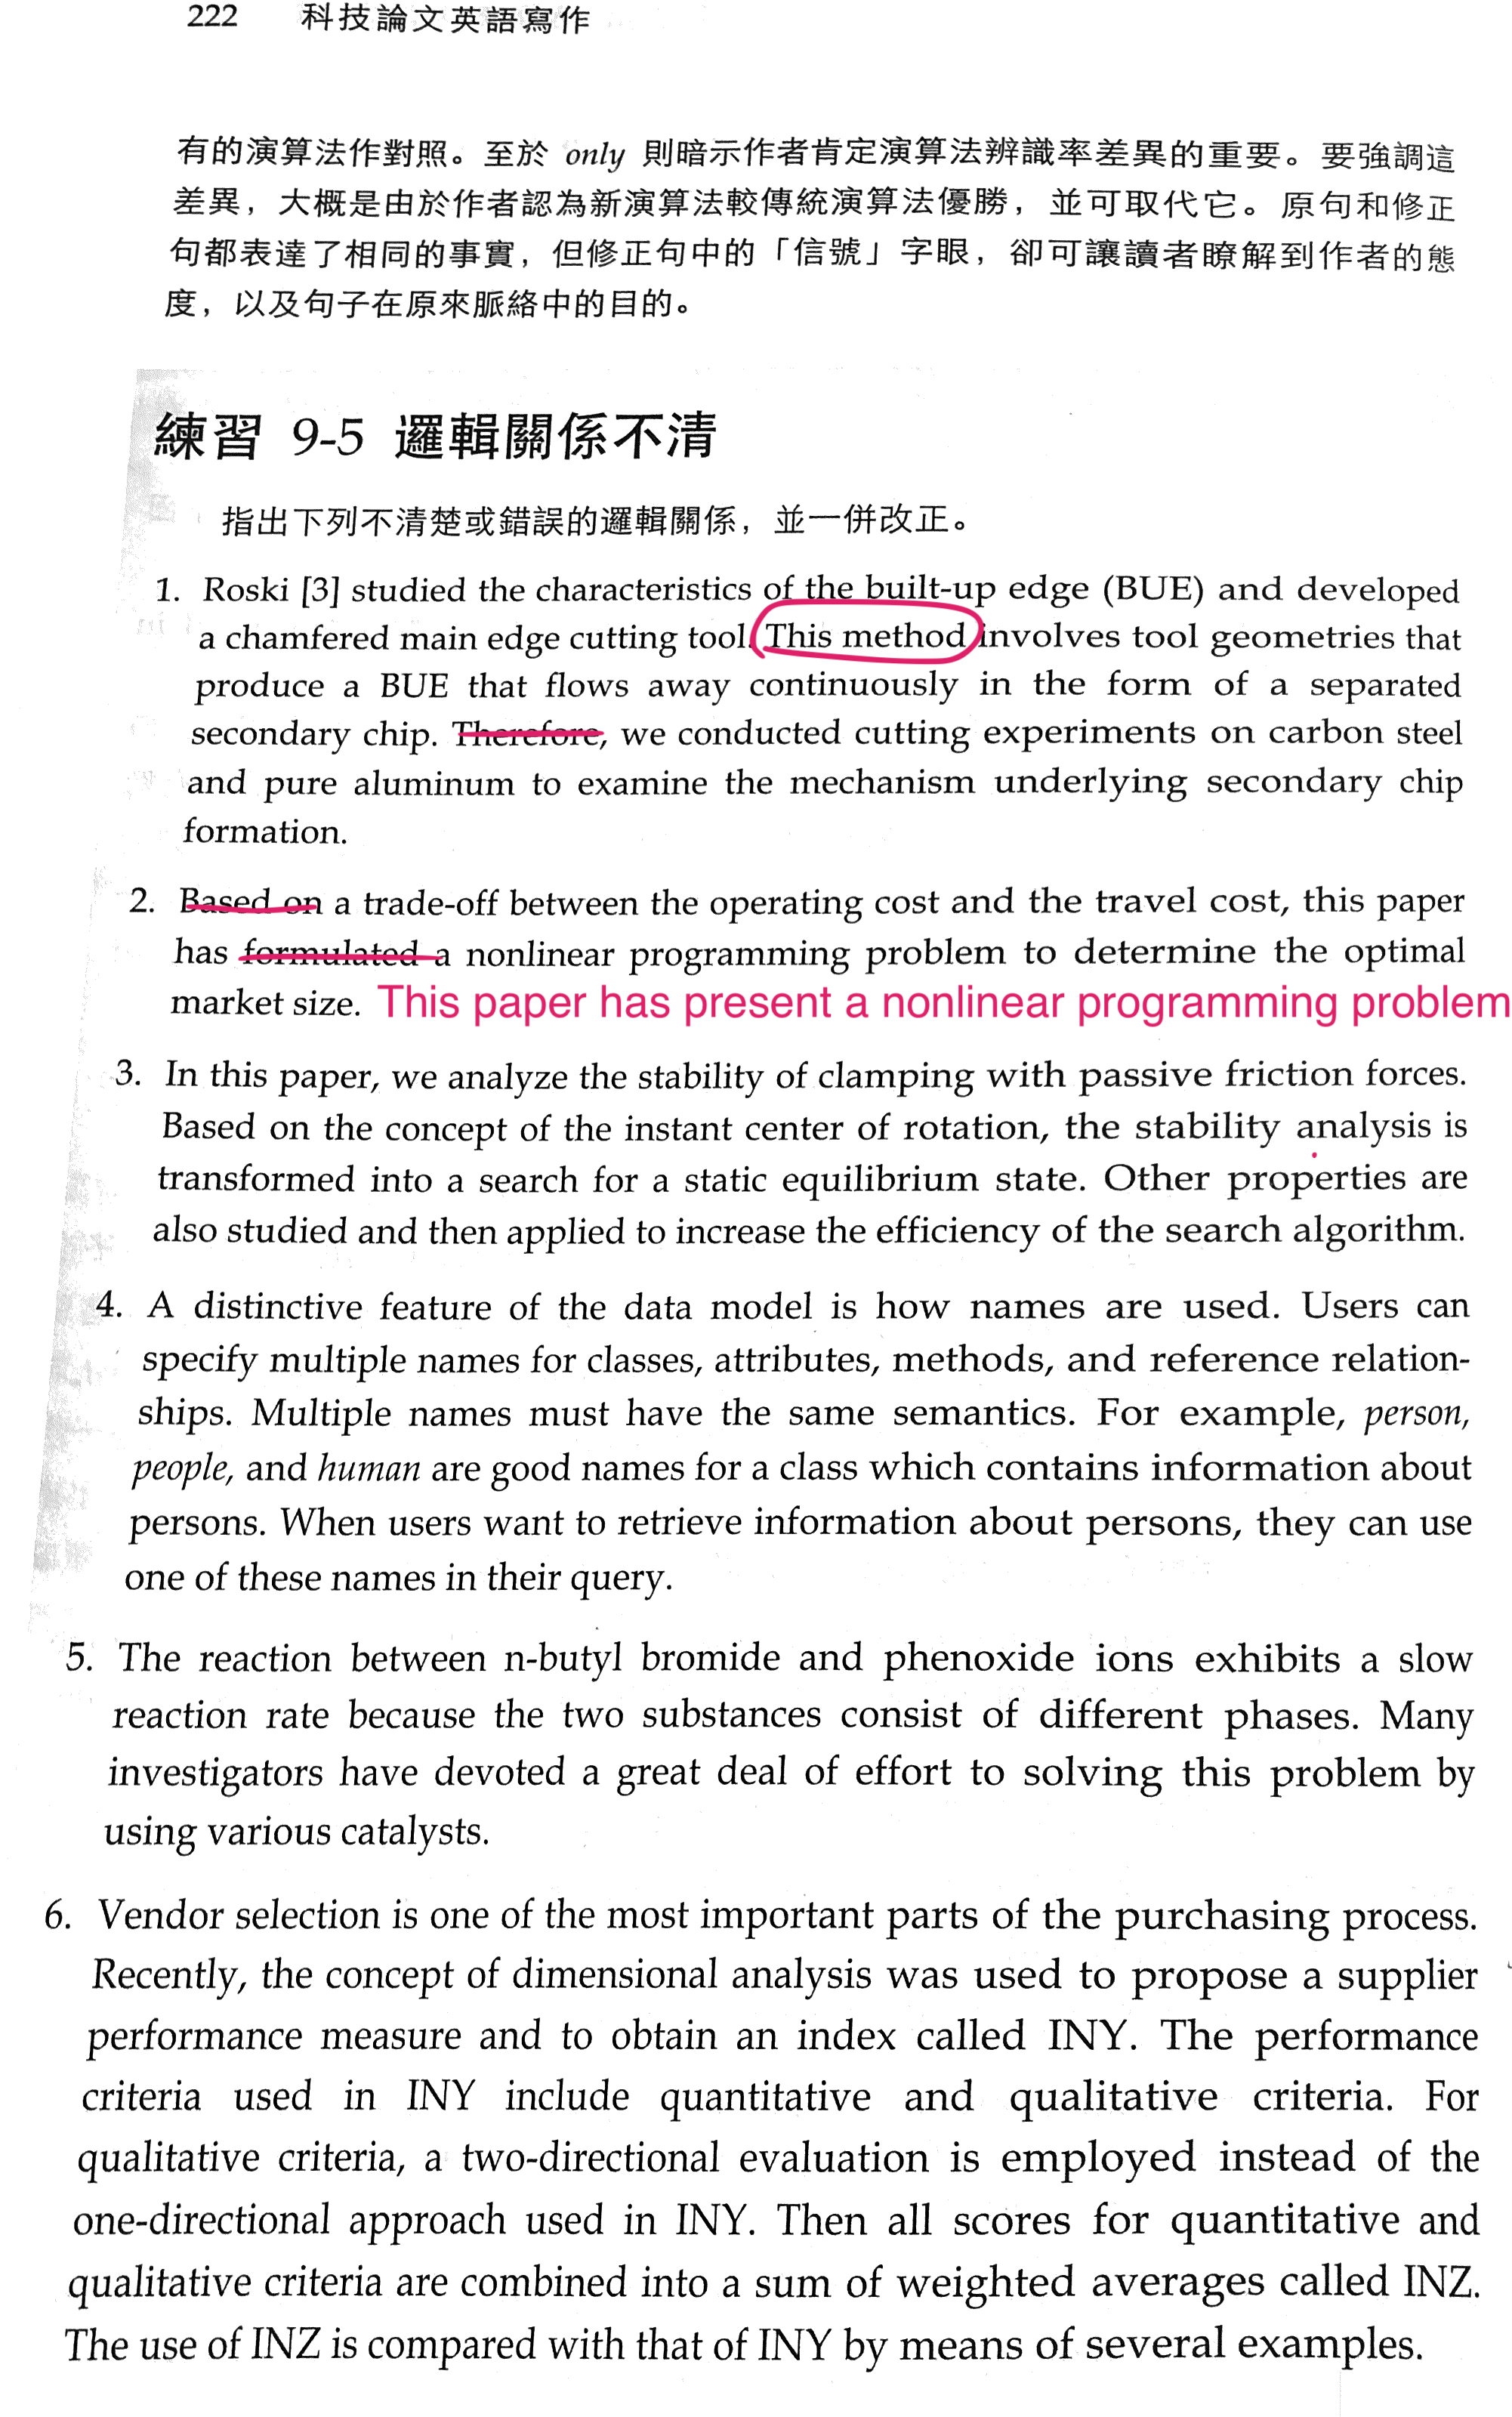 222 科技論文英語寫作
有的演算法作對照。至於 only 則暗示作者肯定演算法辨識率差異的重要。要強調這
差異，大概是由於作者認為新演算法較傳統演算法優勝，並可取代它。原句和修正
句都表達了相同的事實，但修正句中的「信號」字眼，卻可讓讀者瞭解到作者的態
度，以及句子在原來脈絡中的目的。
練習 9-5 邏輯關係不清
指出下列不清楚或錯誤的邏輯關係，並一併改正。
1. Roski [3] studied the characteristics of the built-up edge (BUE) and developed
a chamfered main edge cutting tool. This method involves tool geometries that
produce a BUE that flows away continuously in the form of a separated
secondary chip. Therefore, we conducted cutting experiments on carbon steel
and pure aluminum to examine the mechanism underlying secondary chip
formation.
2. Based on a trade-off between the operating cost and the travel cost, this paper
has formulated a nonlinear programming problem to determine the optimal
market size. This paper has present a nonlinear programming problem
3. In this paper, we analyze the stability of clamping with passive friction forces.
Based on the concept of the instant center of rotation, the stability analysis is
transformed into a search for a static equilibrium state. Other properties are
also studied and then applied to increase the efficiency of the search algorithm.
4. A distinctive feature of the data model is how names are used. Users can
specify multiple names for classes, attributes, methods, and reference relation-
ships. Multiple names must have the same semantics. For example, person,
people, and human are good names for a class which contains information about
persons. When users want to retrieve information about persons, they can use
one of these names in their query.
5. The reaction between n-butyl bromide and phenoxide ions exhibits a slow
reaction rate because the two substances consist of different phases. Many
investigators have devoted a great deal of effort to solving this problem by
using various catalysts.
6. Vendor selection is one of the most important parts of the purchasing process.
Recently, the concept of dimensional analysis was used to propose a supplier
performance measure and to obtain an index called INY. The performance
criteria used in INY include quantitative and qualitative criteria. For
qualitative criteria, a two-directional evaluation is employed instead of the
one-directional approach used in INY. Then all scores for quantitative and
qualitative criteria are combined into a sum of weighted averages called INZ.
The use of INZ is compared with that of INY by means of several examples.